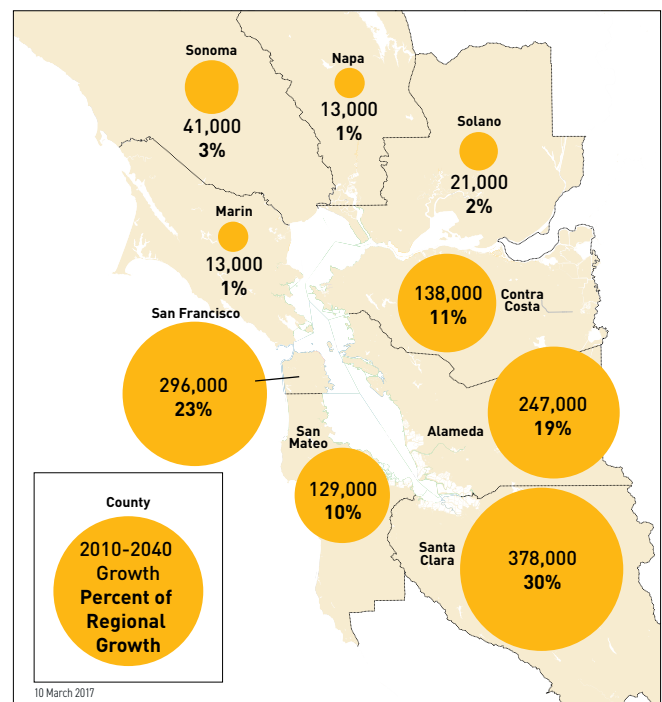 Sonoma
41,000
3%
Napa
13,000
1%
Solano
21,000
2%
Marin
13,000
1%
138,000
11%
Contra
Costa
San Francisco
296,000
23%
247,000
19%
Alameda
San
Mateo
129,000
10%
Santa
Clara
378,000
30%
County
2010-2040
Growth
Percent of
Regional
Growth
10 March 2017